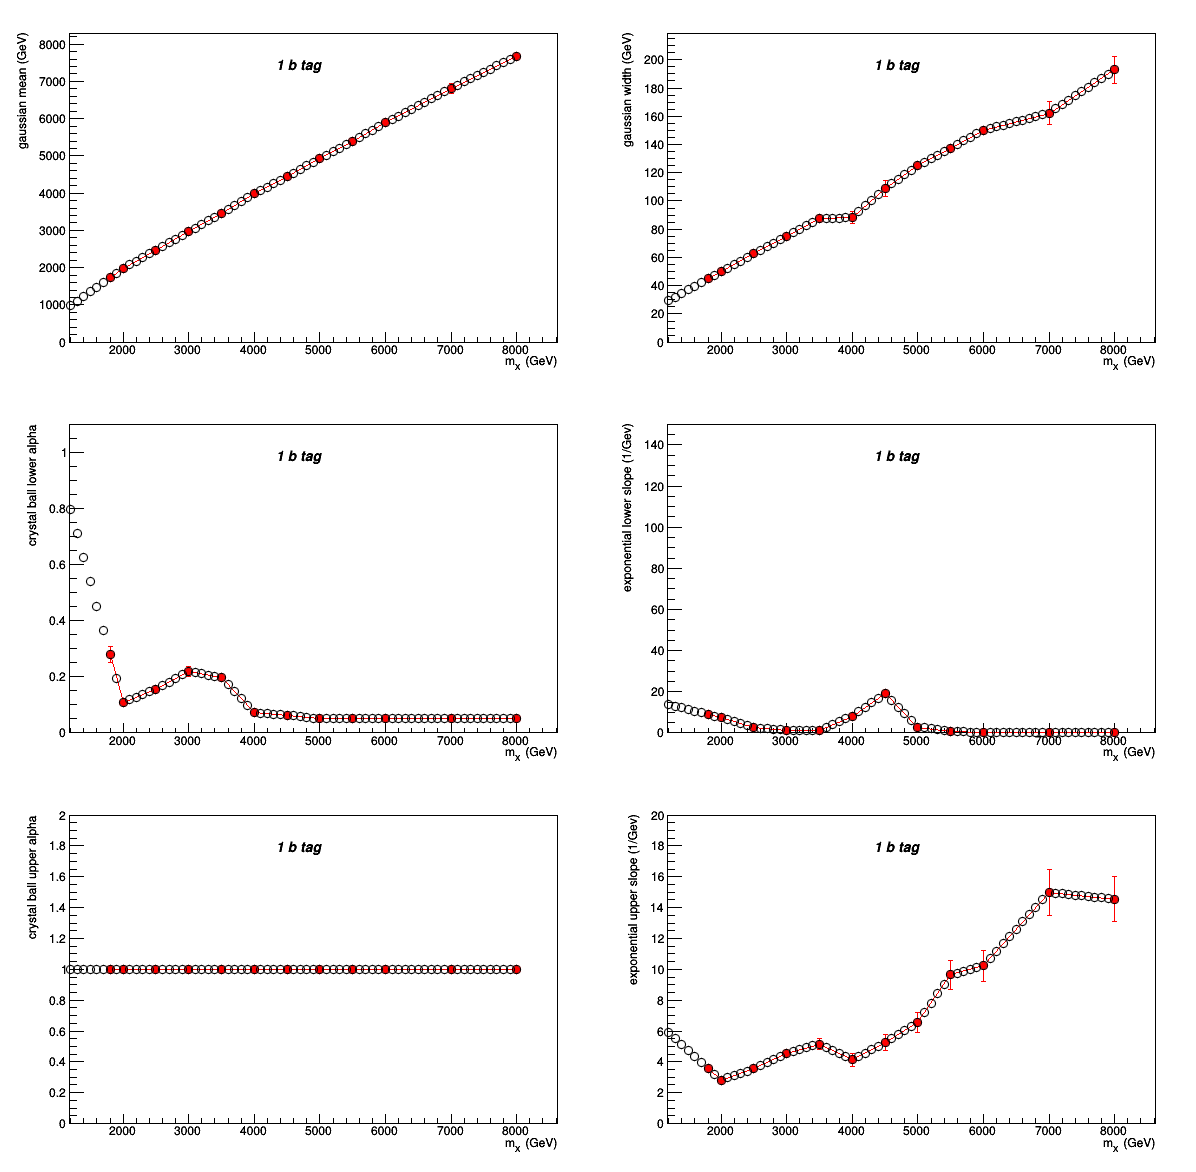 gaussian mean (GeV)
1 b tag
8000
7000
6000
5000
4000
3000
2000
1000
0
2000 3000 4000 5000 6000 7000 8000
mx (GeV)
gaussian width (GeV)
1 b tag
200
180
160
140
120
100
80
60
40
20
0
2000 3000 4000 5000 6000 7000 8000
mx (GeV)
crystal ball lower alpha
1 b tag
1
0.8
0.6
0.4
0.2
0
2000 3000 4000 5000 6000 7000 8000
mx (GeV)
exponential lower slope (1/Gev)
1 b tag
140
120
100
80
60
40
20
0
2000 3000 4000 5000 6000 7000 8000
mx (GeV)
crystal ball upper alpha
1 b tag
2
1.8
1.6
1.4
1.2
1
0.8
0.6
0.4
0.2
0
2000 3000 4000 5000 6000 7000 8000
mx (GeV)
exponential upper slope (1/Gev)
1 b tag
20
18
16
14
12
10
8
6
4
2
0
2000 3000 4000 5000 6000 7000 8000
mx (GeV)